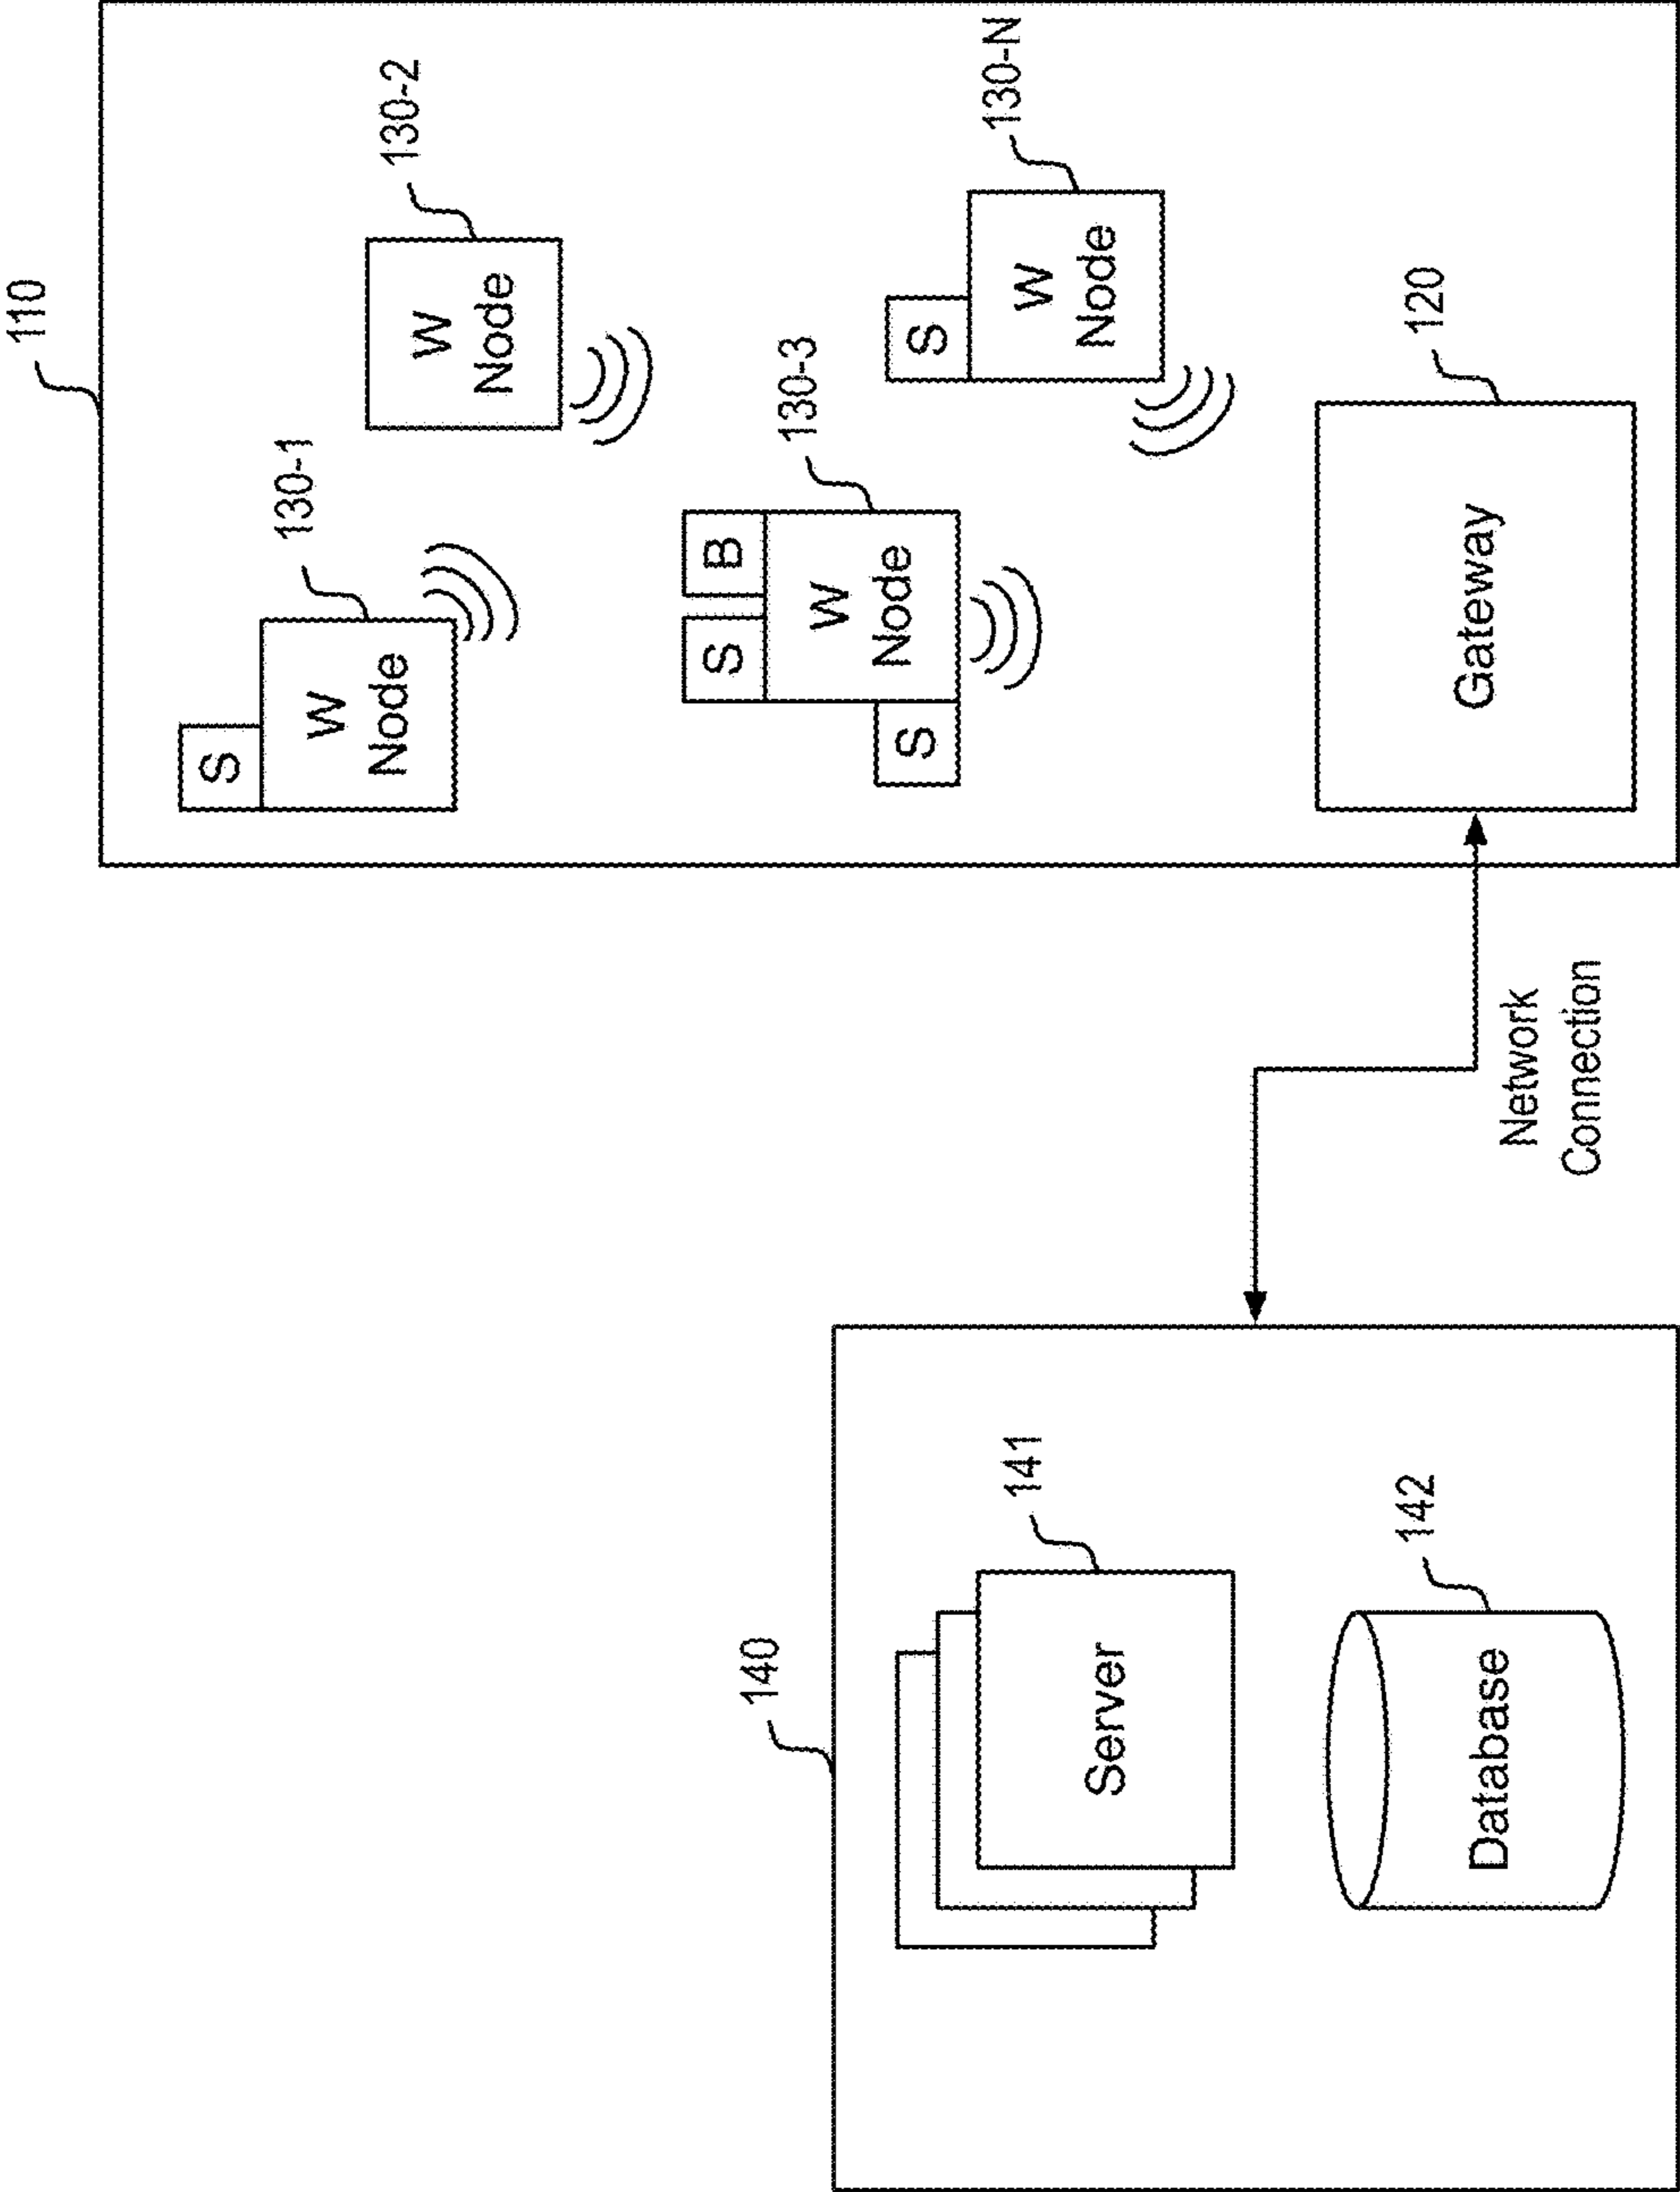 110
S
W
Node
130-1
W
Node
130-2
S
B
S
W
Node
130-3
S
W
Node
130-N
Gateway
120
Network
Connection
140
Server
141
Database
142